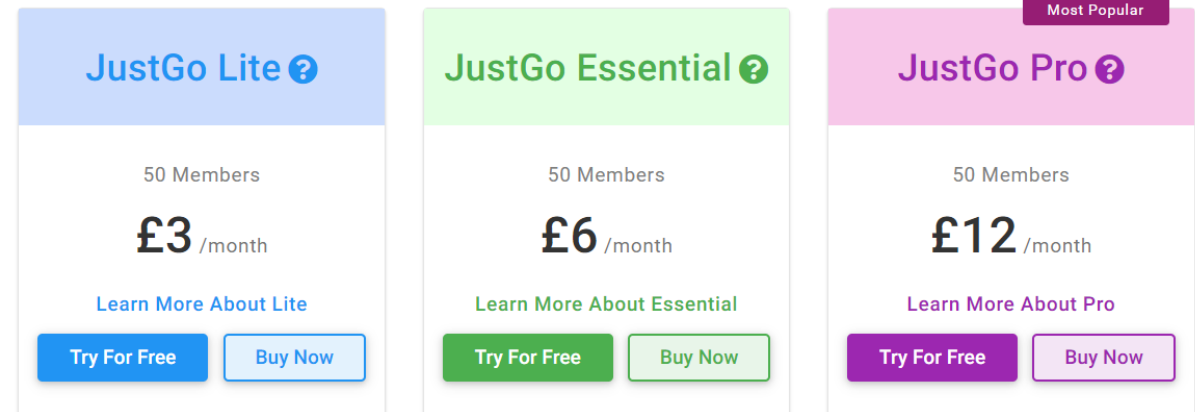 Most Popular
JustGo Lite ?
JustGo Essential ?
JustGo Pro ?
50 Members
50 Members
50 Members
£3 /month
£6 /month
£12 /month
Learn More About Lite
Learn More About Essential
Learn More About Pro
Try For Free
Buy Now
Try For Free
Buy Now
Try For Free
Buy Now